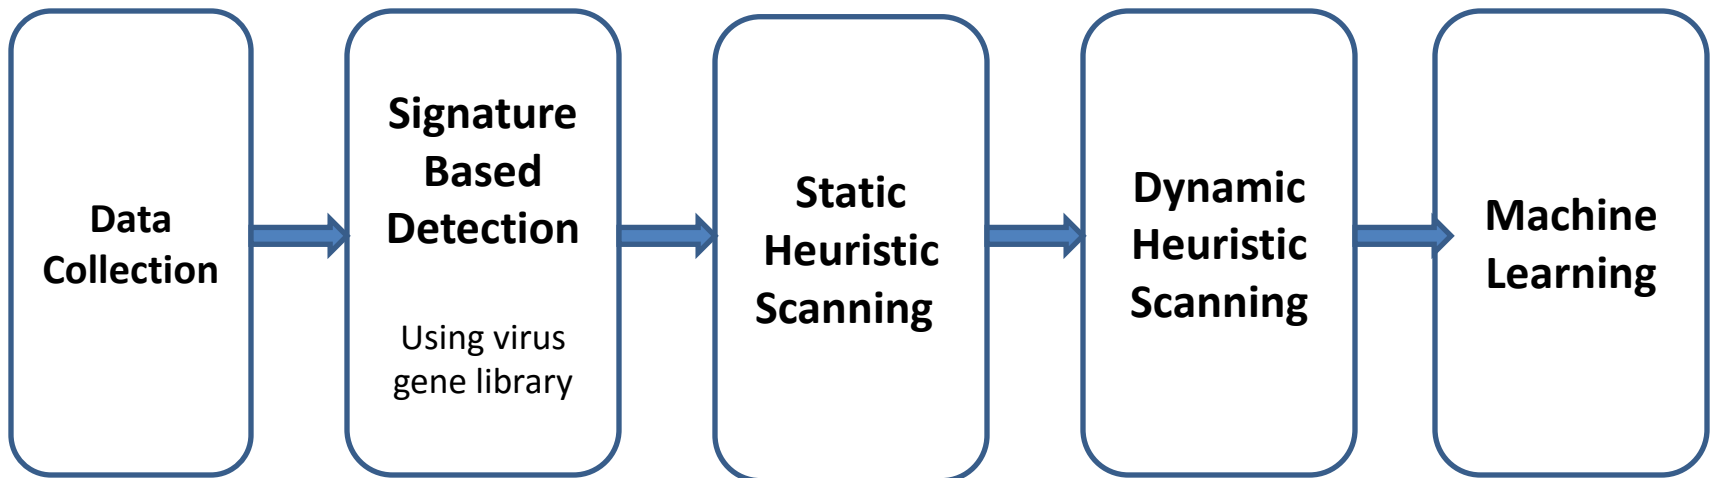 Data
Collection
Signature
Based
Detection
Using virus
gene library
Static
Heuristic
Scanning
Dynamic
Heuristic
Scanning
Machine
Learning